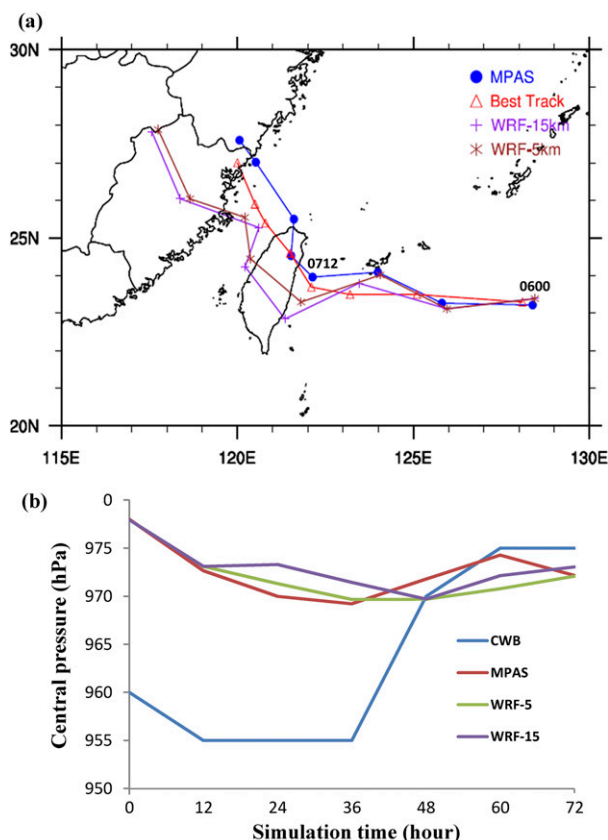 (a)
30N
MPAS
Best Track
WRF-15km
WRF-5km
25N
0712
0600
20N
115E 120E 125E 130E
(b)
0
975
970
965
960
955
950
Central pressure (hPa)
CWB
MPAS
WRF-5
WRF-15
0 12 24 36 48 60 72
Simulation time (hour)